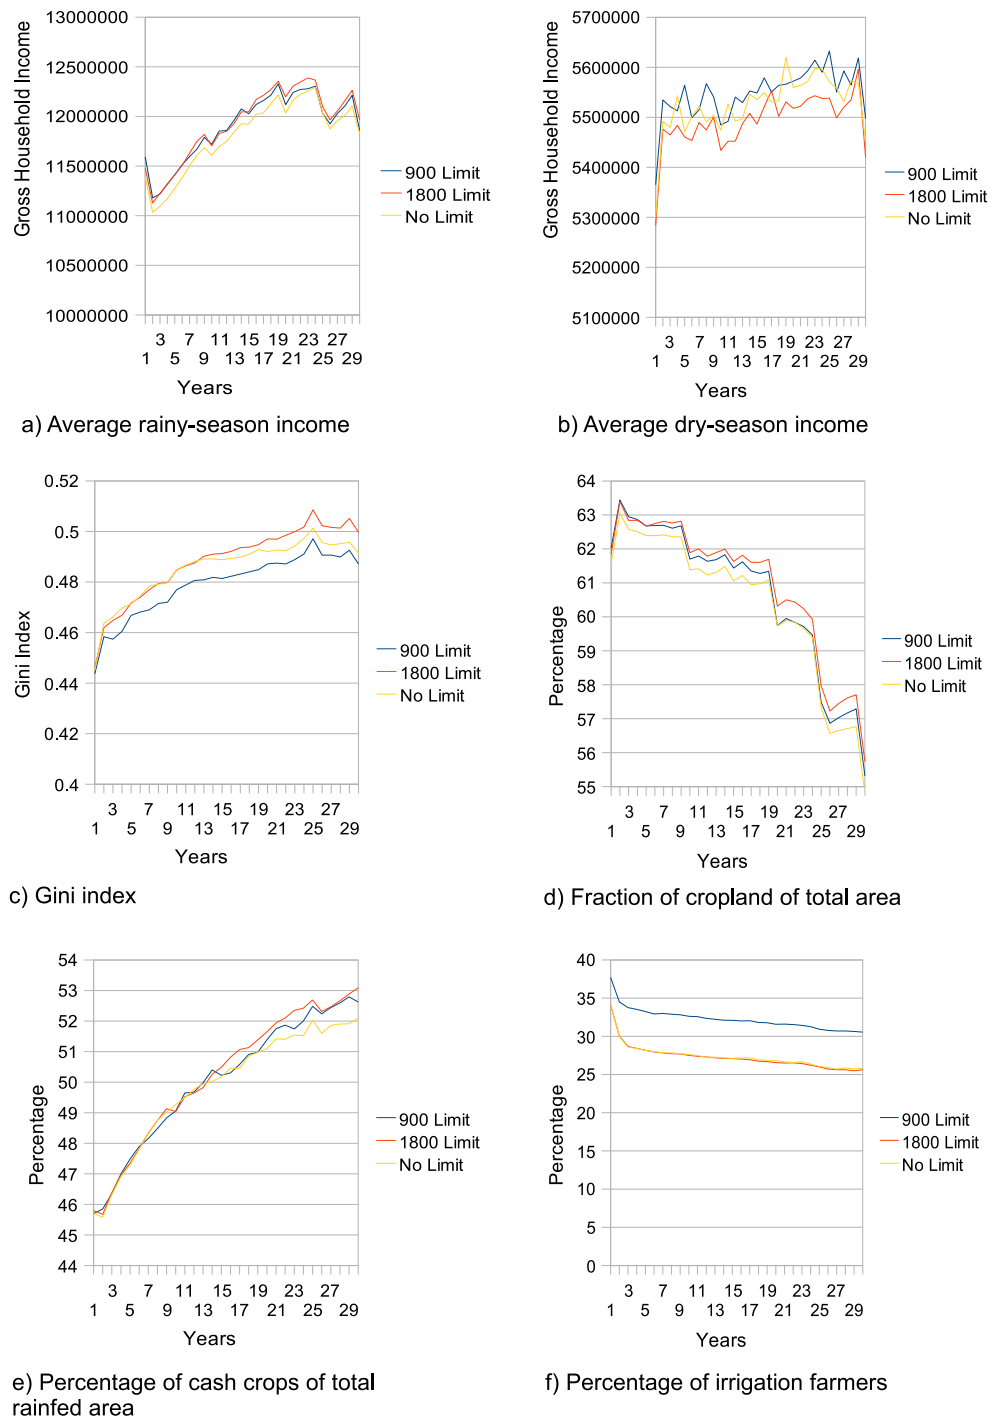 13000000
12500000
12000000
11500000
11000000
10500000
10000000
Gross Household Income
3 7 11 15 19 23 27
1 5 9 13 17 21 25 29
Years
900 Limit
1800 Limit
No Limit
a) Average rainy-season income
5700000
5600000
5500000
5400000
5300000
5200000
5100000
Gross Household Income
3 7 11 15 19 23 27
1 5 9 13 17 21 25 29
Years
900 Limit
1800 Limit
No Limit
b) Average dry-season income
0.52
0.5
0.48
0.46
0.44
0.42
0.4
Gini Index
3 7 11 15 19 23 27
1 5 9 13 17 21 25 29
Years
900 Limit
1800 Limit
No Limit
c) Gini index
64
63
62
61
60
59
58
57
56
55
Percentage
3 7 11 15 19 23 27
1 5 9 13 17 21 25 29
Years
900 Limit
1800 Limit
No Limit
d) Fraction of cropland of total area
54
53
52
51
50
49
48
47
46
45
44
Percentage
3 7 11 15 19 23 27
1 5 9 13 17 21 25 29
Years
900 Limit
1800 Limit
No Limit
e) Percentage of cash crops of total
rainfed area
40
35
30
25
20
15
10
5
0
Percentage
3 7 11 15 19 23 27
1 5 9 13 17 21 25 29
Years
900 Limit
1800 Limit
No Limit
f) Percentage of irrigation farmers